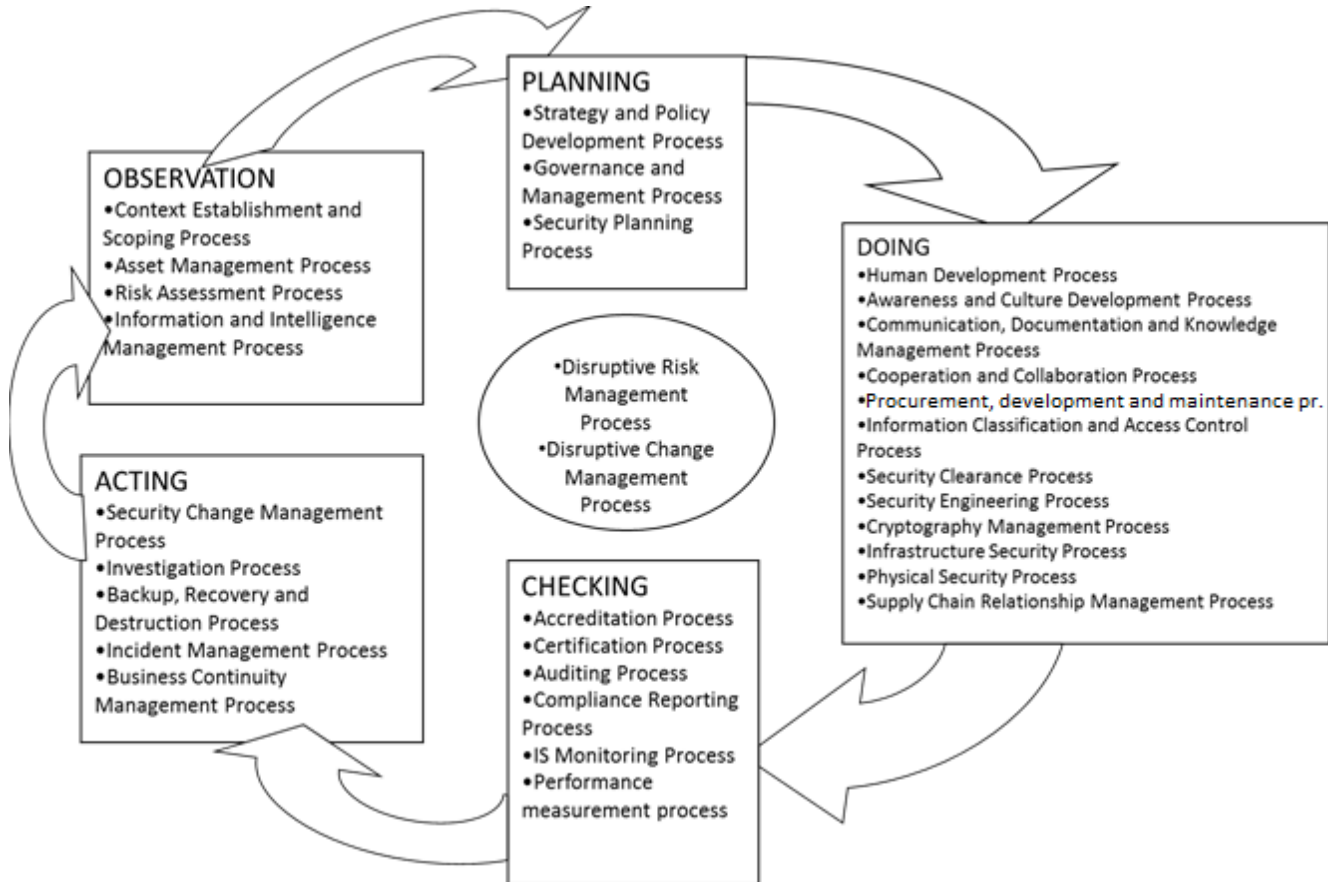 PLANNING
•Strategy and Policy
Development Process
•Governance and
Management Process
•Security Planning
Process
OBSERVATION
•Context Establishment and
Scoping Process
•Asset Management Process
•Risk Assessment Process
•Information and Intelligence
Management Process
DOING
•Human Development Process
•Awareness and Culture Development Process
•Communication, Documentation and Knowledge
Management Process
•Cooperation and Collaboration Process
•Procurement, development and maintenance pr.
•Information Classification and Access Control
Process
•Security Clearance Process
•Security Engineering Process
•Cryptography Management Process
•Infrastructure Security Process
•Physical Security Process
•Supply Chain Relationship Management Process
•Disruptive Risk
Management
Process
•Disruptive Change
Management
Process
ACTING
•Security Change Management
Process
•Investigation Process
•Backup, Recovery and
Destruction Process
•Incident Management Process
•Business Continuity
Management Process
CHECKING
•Accreditation Process
•Certification Process
•Auditing Process
•Compliance Reporting
Process
•IS Monitoring Process
•Performance
measurement process